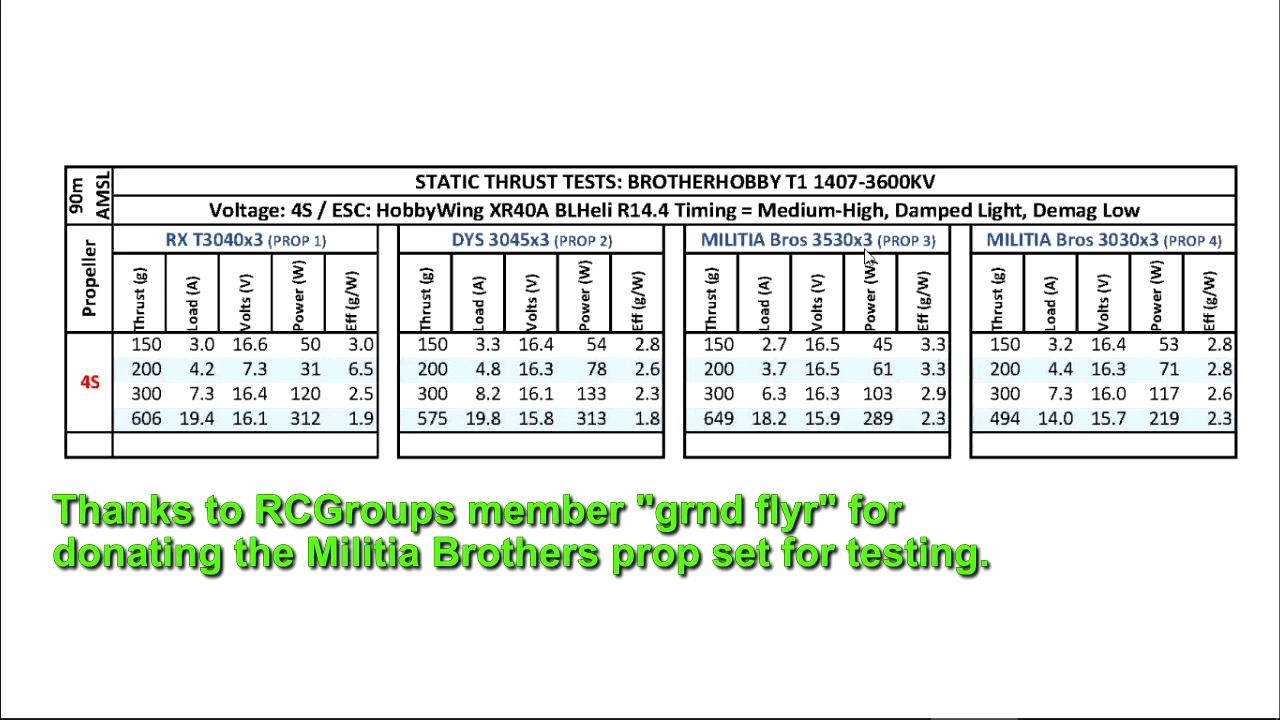 90m AMSL
STATIC THRUST TESTS: BROTHERHOBBY T1 1407-3600KV
Voltage: 4S / ESC: HobbyWing XR40A BLHeli R14.4 Timing = Medium-High, Damped Light, Demag Low
Propeller
RX T3040x3 (PROP 1) DYS 3045x3 (PROP 2) MILITIA Bros 3530x3 (PROP 3) MILITIA Bros 3030x3 (PROP 4)
Thrust (g) Load (A) Volts (V) Power (W) Eff (g/W) Thrust (g) Load (A) Volts (V) Power (W) Eff (g/W) Thrust (g) Load (A) Volts (V) Power (W) Eff (g/W) Thrust (g) Load (A) Volts (V) Power (W) Eff (g/W)
4S
150 3.0 16.6 50 3.0 150 3.3 16.4 54 2.8 150 2.7 16.5 45 3.3 150 3.2 16.4 53 2.8
200 4.2 7.3 31 6.5 200 4.8 16.3 78 2.6 200 3.7 16.5 61 3.3 200 4.4 16.3 71 2.8
300 7.3 16.4 120 2.5 300 8.2 16.1 133 2.3 300 6.3 16.3 103 2.9 300 7.3 16.0 117 2.6
606 19.4 16.1 312 1.9 575 19.8 15.8 313 1.8 649 18.2 15.9 289 2.3 494 14.0 15.7 219 2.3
Thanks to RCGroups member "grnd flyr" for
donating the Militia Brothers prop set for testing.